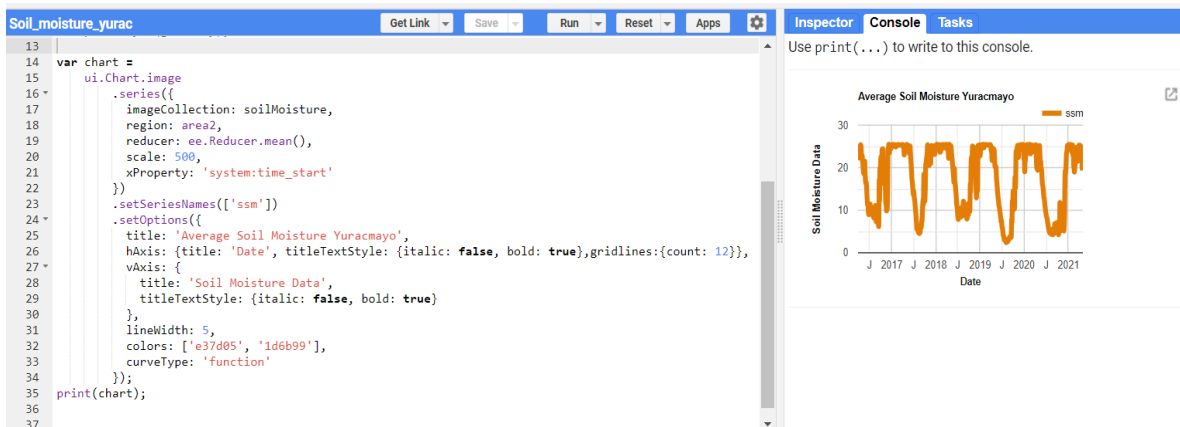 Soil_moisture_yurac
Get Link Save Run Reset Apps
13
14 var chart =
15 ui.Chart.image
16 .series({
17 imageCollection: soilMoisture,
18 region: area2,
19 reducer: ee.Reducer.mean(),
20 scale: 500,
21 xProperty: 'system:time_start'
22 })
23 .setSeriesNames(['ssm'])
24 .setOptions({
25 title: 'Average Soil Moisture Yuracmayo',
26 hAxis: {title: 'Date', titleTextStyle: {italic: false, bold: true},gridlines:{count: 12}},
27 vAxis: {
28 title: 'Soil Moisture Data',
29 titleTextStyle: {italic: false, bold: true}
30 },
31 lineWidth: 5,
32 colors: ['e37d05', '1d6b99'],
33 curveType: 'function'
34 });
35 print(chart);
36
37
Inspector Console Tasks
Use print(...) to write to this console.
Average Soil Moisture Yuracmayo
ssm
Soil Moisture Data
30
20
10
0
J 2017 J 2018 J 2019 J 2020 J 2021
Date